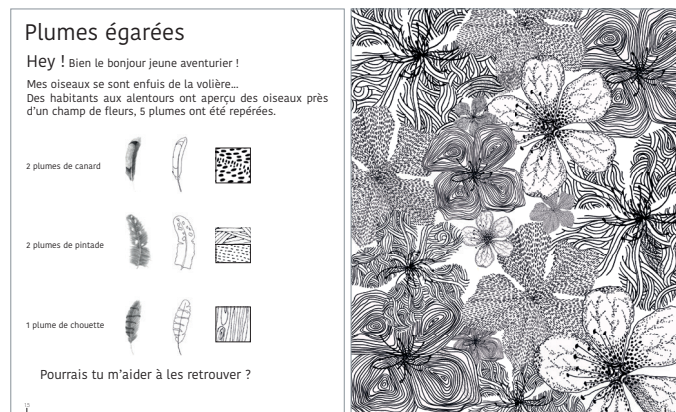 Plumes égarées
Hey ! Bien le bonjour jeune aventurier !
Mes oiseaux se sont enfuis de la volière...
Des habitants aux alentours ont aperçu des oiseaux près
d'un champ de fleurs, 5 plumes ont été repérées.
2 plumes de canard
2 plumes de pintade
1 plume de chouette
Pourrais tu m'aider à les retrouver ?